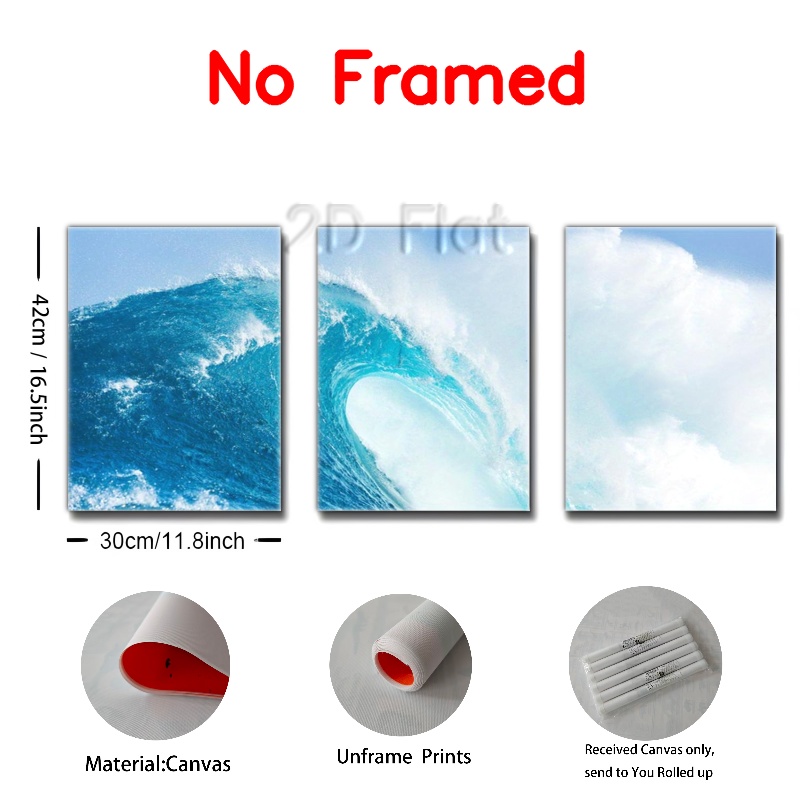 No Framed
2D Flat
42cm / 16.5inch
30cm/11.8inch
Material:Canvas
Unframe Prints
Received Canvas only,
send to You Rolled up